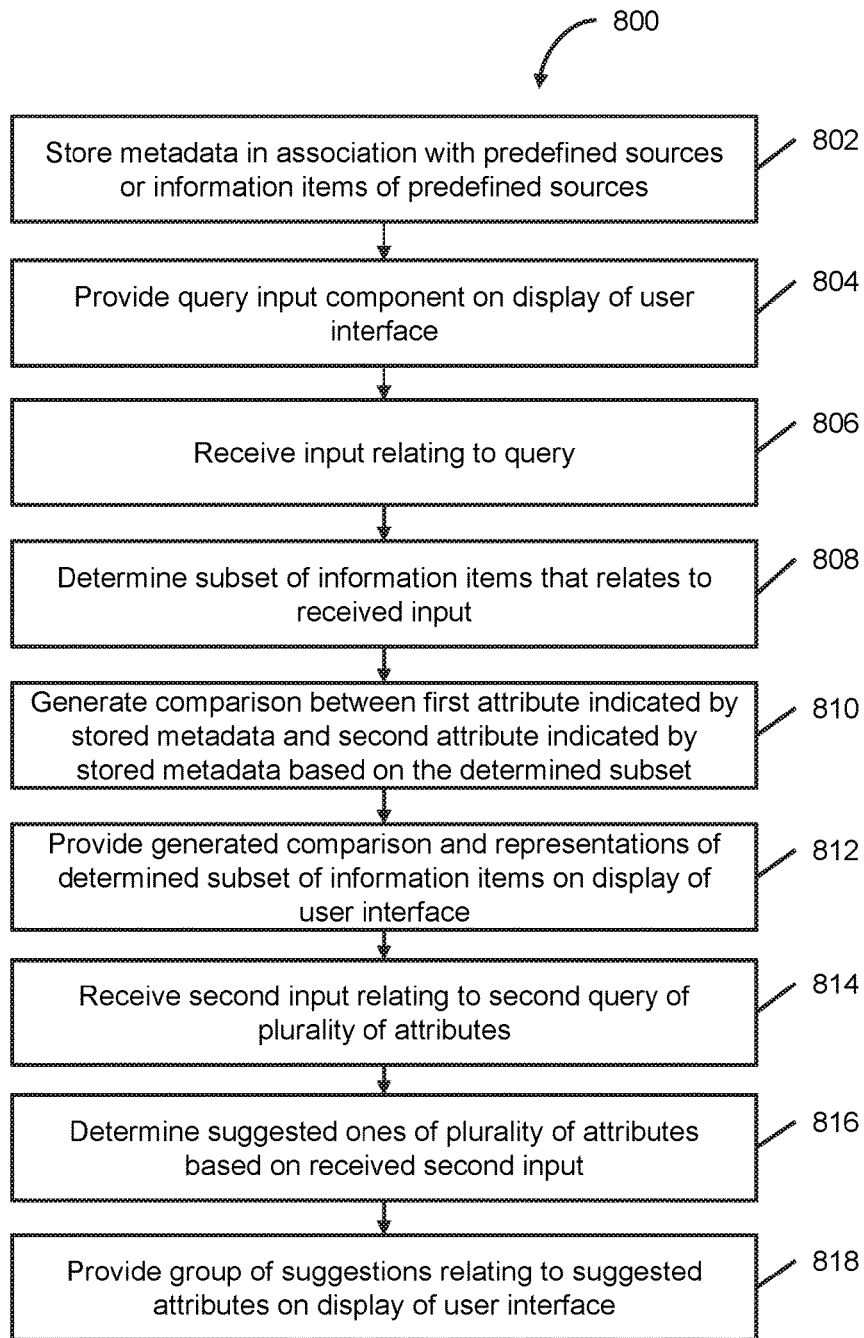 800
Store metadata in association with predefined sources
or information items of predefined sources
802
Provide query input component on display of user
interface
804
Receive input relating to query
806
Determine subset of information items that relates to
received input
808
Generate comparison between first attribute indicated by
stored metadata and second attribute indicated by
stored metadata based on the determined subset
810
Provide generated comparison and representations of
determined subset of information items on display of
user interface
812
Receive second input relating to second query of
plurality of attributes
814
Determine suggested ones of plurality of attributes
based on received second input
816
Provide group of suggestions relating to suggested
attributes on display of user interface
818